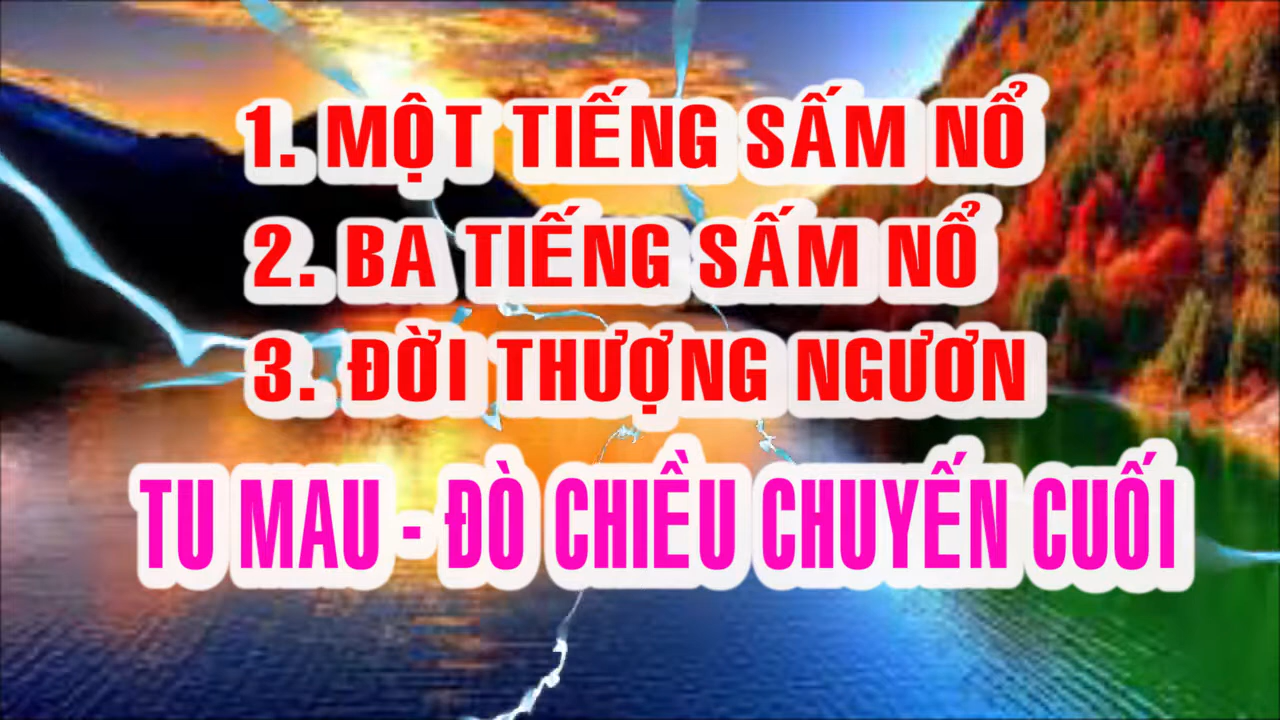 1. MỘT TIẾNG SẤM NỔ
2. BA TIẾNG SẤM NỔ
3. ĐỜI THƯỢNG NGƯƠN
TU MAU - ĐÒ CHIỀU CHUYẾN CUỐI